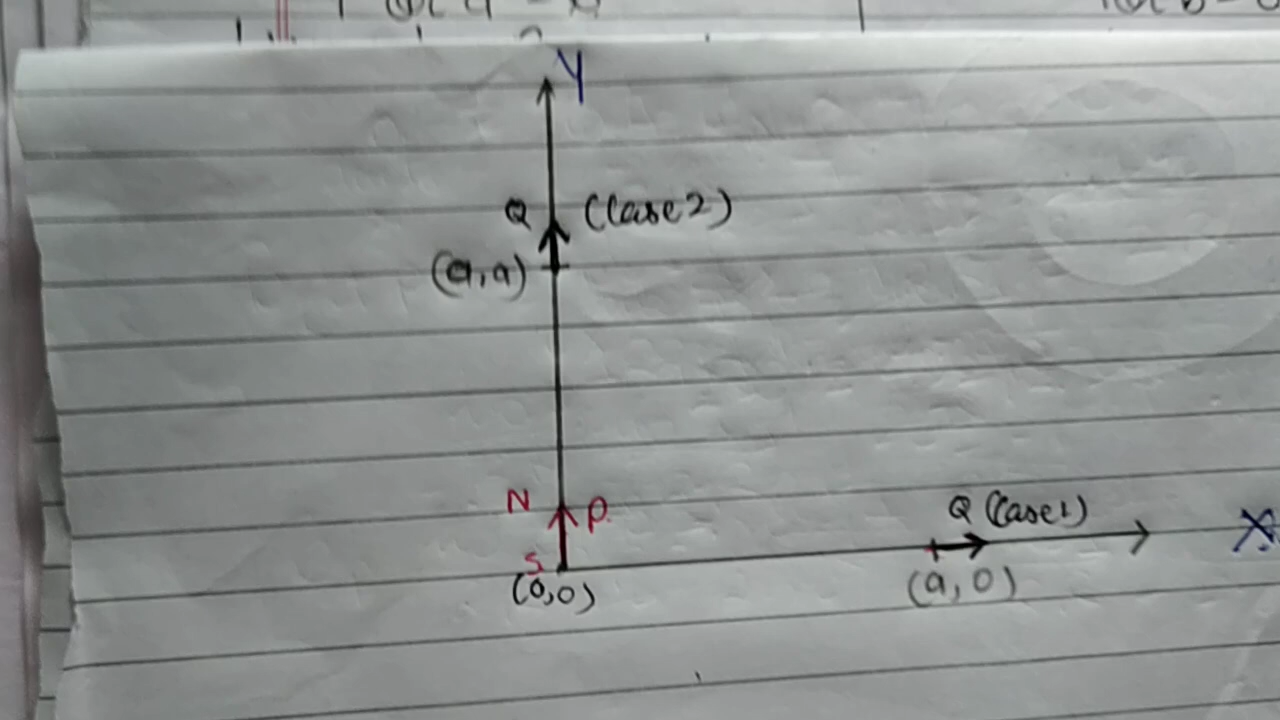 Y
Q (Case 2)
(a,a)
N P
S
(0,0)
Q (Case 1)
(a, 0)
X